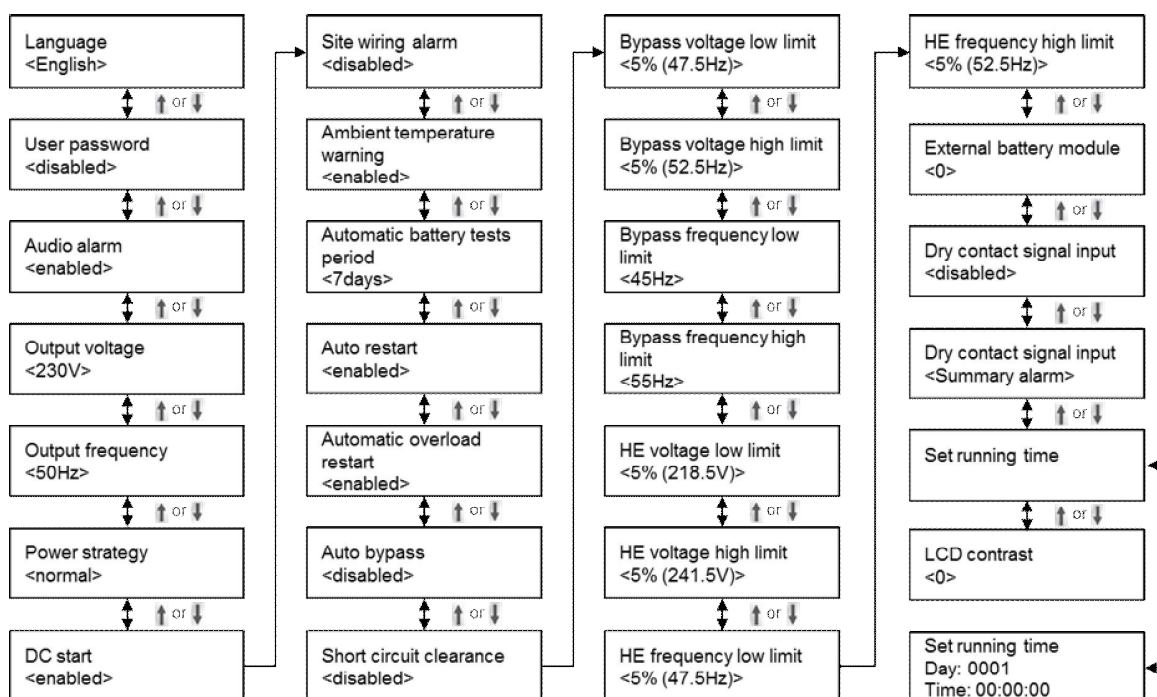 Language
<English>
↑ or ↓
User password
<disabled>
↑ or ↓
Audio alarm
<enabled>
↑ or ↓
Output voltage
<230V>
↑ or ↓
Output frequency
<50Hz>
↑ or ↓
Power strategy
<normal>
↑ or ↓
DC start
<enabled>
Site wiring alarm
<disabled>
↑ or ↓
Ambient temperature
warning
<enabled>
↑ or ↓
Automatic battery tests
period
<7days>
↑ or ↓
Auto restart
<enabled>
↑ or ↓
Automatic overload
restart
<enabled>
↑ or ↓
Auto bypass
<disabled>
↑ or ↓
Short circuit clearance
<disabled>
Bypass voltage low limit
<5% (47.5Hz)>
↑ or ↓
Bypass voltage high limit
<5% (52.5Hz)>
↑ or ↓
Bypass frequency low
limit
<45Hz>
↑ or ↓
Bypass frequency high
limit
<55Hz>
↑ or ↓
HE voltage low limit
<5% (218.5V)>
↑ or ↓
HE voltage high limit
<5% (241.5V)>
↑ or ↓
HE frequency low limit
<5% (47.5Hz)>
HE frequency high limit
<5% (52.5Hz)>
↑ or ↓
External battery module
<0>
↑ or ↓
Dry contact signal input
<disabled>
↑ or ↓
Dry contact signal input
<Summary alarm>
↑ or ↓
Set running time
↑ or ↓
LCD contrast
<0>
Set running time
Day: 0001
Time: 00:00:00